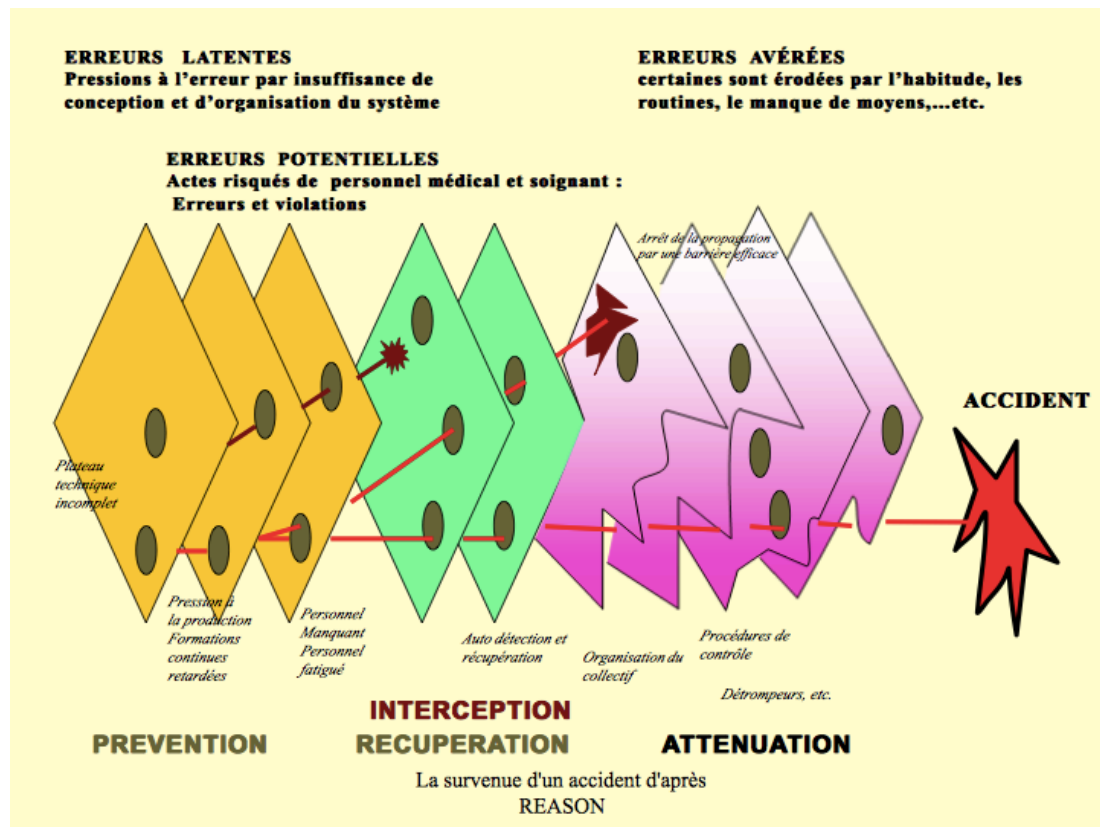 ERREURS LATENTES
Pressions à l'erreur par insuffisance de
conception et d'organisation du système
ERREURS AVÉRÉES
certaines sont érodées par l'habitude, les
routines, le manque de moyens,...etc.
ERREURS POTENTIELLES
Actes risqués de personnel médical et soignant :
Erreurs et violations
Arrêt de la propagation
par une barrière efficace
ACCIDENT
Plateau
technique
incomplet
Pression à
la production
Formations
continues
retardées
Personnel
Manquant
Personnel
fatigué
Auto détection et
récupération
Organisation du
collectif
Procédures de
contrôle
Détrompeurs, etc.
INTERCEPTION
PREVENTION
RECUPERATION
ATTENUATION
La survenue d'un accident d'après
REASON